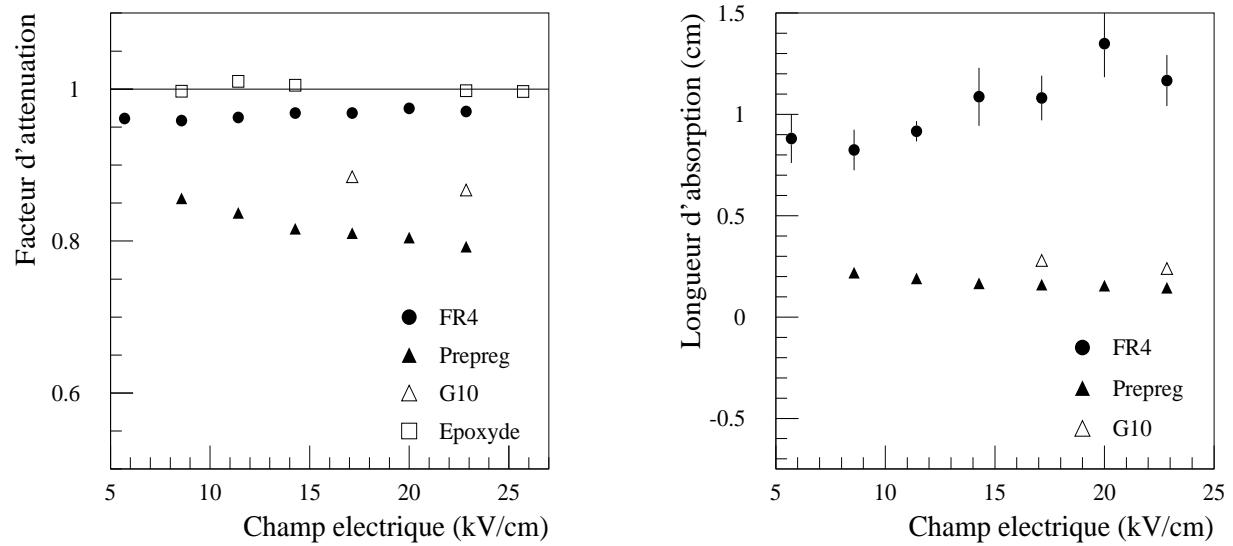 Facteur d'attenuation
1
0.8
0.6
FR4
Prepreg
G10
Epoxyde
5 10 15 20 25
Champ electrique (kV/cm)
Longueur d'absorption (cm)
1.5
1
0.5
0
-0.5
FR4
Prepreg
G10
5 10 15 20 25
Champ electrique (kV/cm)